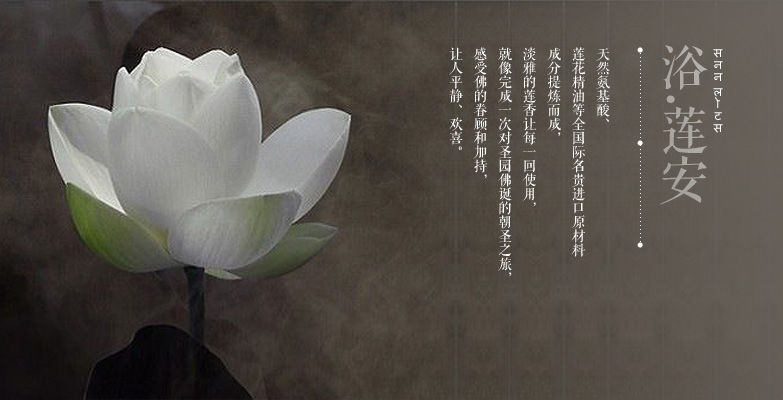 浴·莲安
天然氨基酸、
莲花精油等全国际名贵进口原材料
成分提炼而成，
淡雅的莲香让每一回使用，
就像完成一次对圣园佛诞的朝圣之旅，
感受佛的眷顾和加持，
让人平静、欢喜。